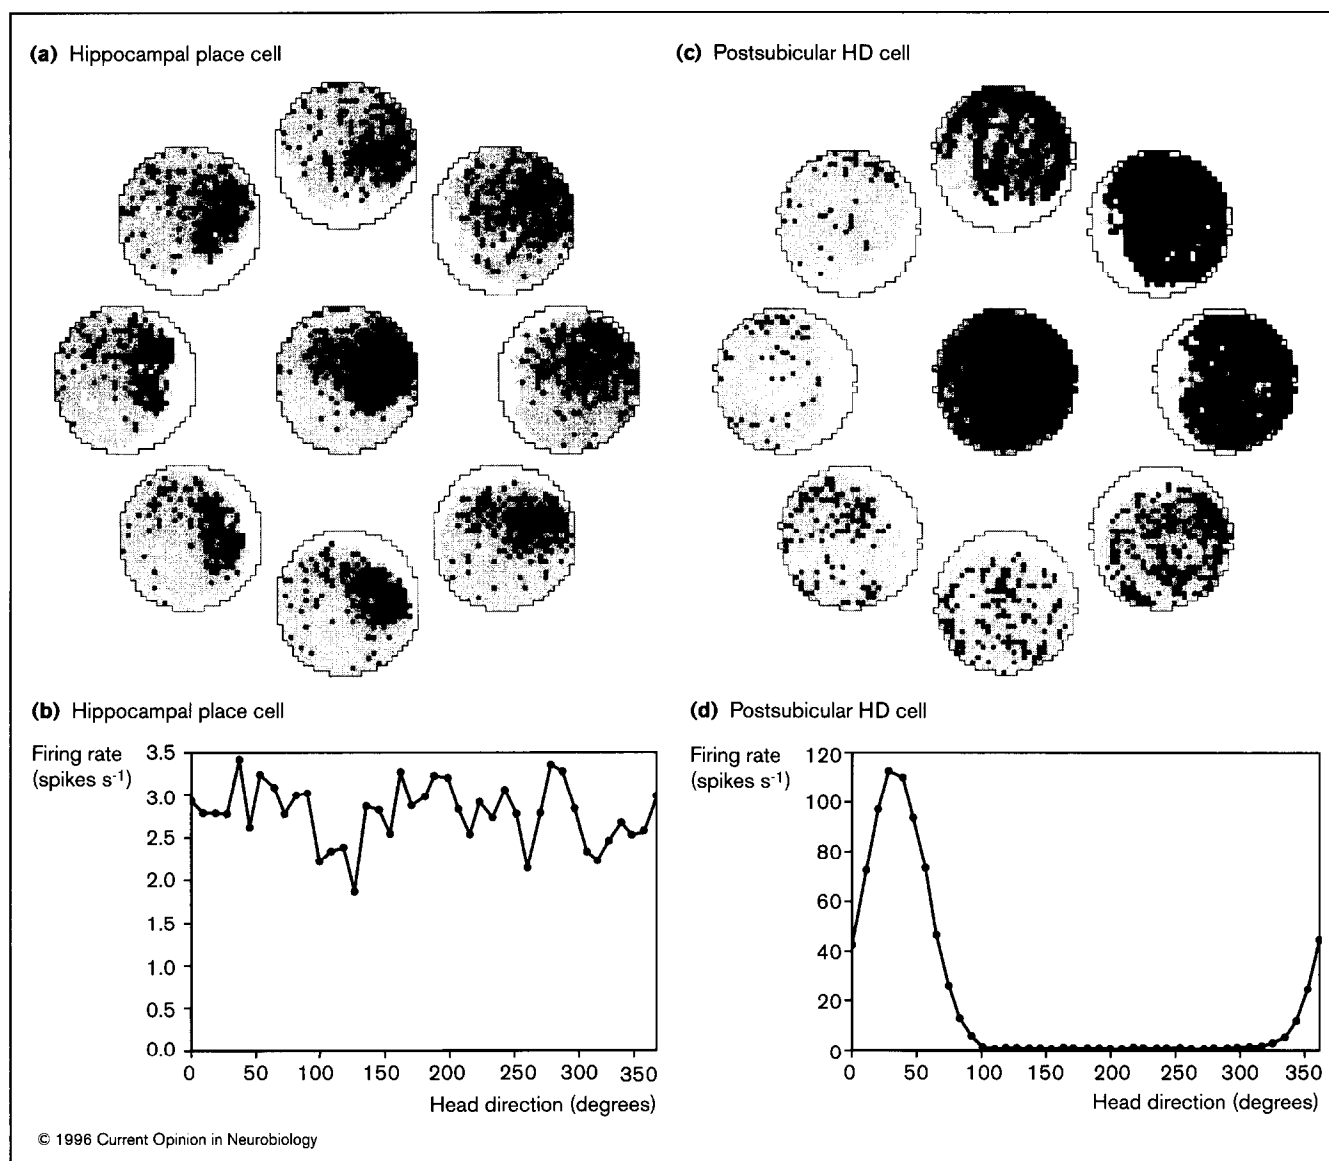 (a) Hippocampal place cell
(c) Postsubicular HD cell
(b) Hippocampal place cell
Firing rate
(spikes s-1)
3.5
3.0
2.5
2.0
1.5
1.0
0.5
0.0
0 50 100 150 200 250 300 350
Head direction (degrees)
(d) Postsubicular HD cell
Firing rate
(spikes s-1)
120
100
80
60
40
20
0
0 50 100 150 200 250 300 350
Head direction (degrees)
© 1996 Current Opinion in Neurobiology